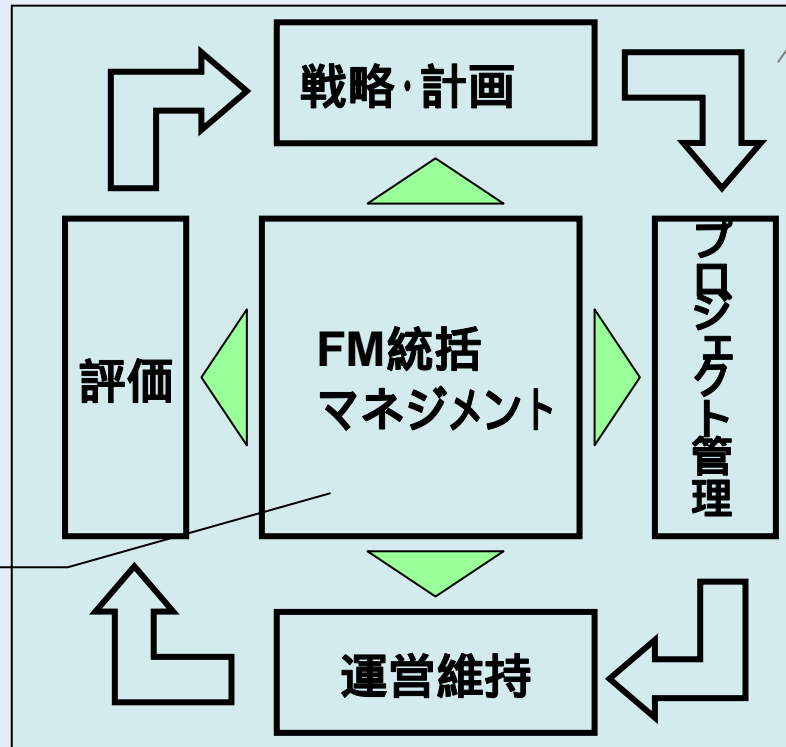 戦略・計画
プロジェクト管理
FM統括
マネジメント
評価
運営維持